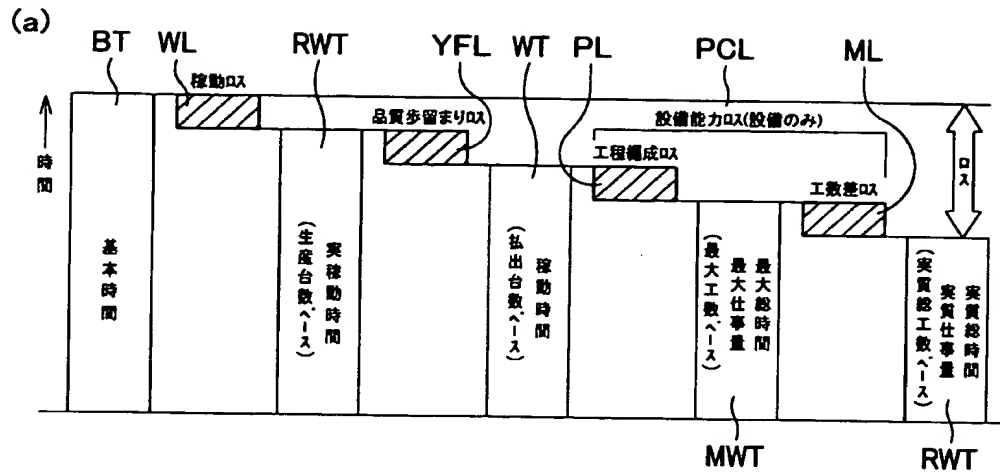 (a)
BT WL RWT YFL WT PL PCL ML
稼動ロス
品質歩留まりロス
設備能力ロス(設備のみ)
工程編成ロス
工数差ロス
ロス
時間
基本時間
実稼動時間
(生産台数ベース)
稼動時間
(払出台数ベース)
最大総時間
最大仕事量
(最大工数ベース)
実質総時間
実質仕事量
(実質総工数ベース)
MWT
RWT